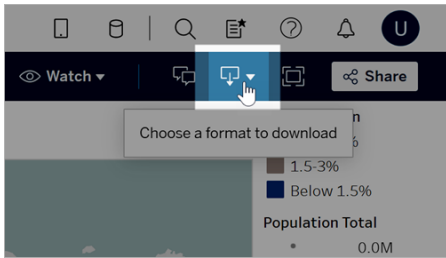 U
Watch
Share
Choose a format to download
n
%
1.5-3%
Below 1.5%
Population Total
0.0M